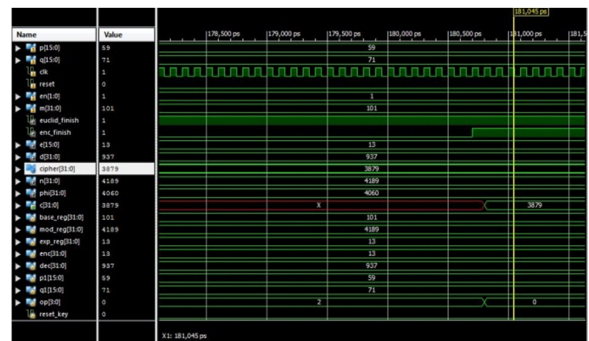 181,045 ps
Name Value 178,500 ps 179,000 ps 179,500 ps 180,000 ps 180,500 ps 181,000 ps 181,5
p[15:0] 59 59
q[15:0] 71 71
clk 1
reset 0
en[1:0] 1 1
m[31:0] 101 101
euclid_finish 1
enc_finish 1
e[15:0] 13 13
d[31:0] 937 937
cipher[31:0] 3879 3879
n[31:0] 4189 4189
phi[31:0] 4060 4060
c[31:0] 3879 X 3879
base_reg[31:0] 101 101
mod_reg[31:0] 4189 4189
exp_reg[31:0] 13 13
enc[31:0] 13 13
dec[31:0] 937 937
p1[15:0] 59 59
q1[15:0] 71 71
op[3:0] 0 2 0
reset_key 0
X1: 181,045 ps